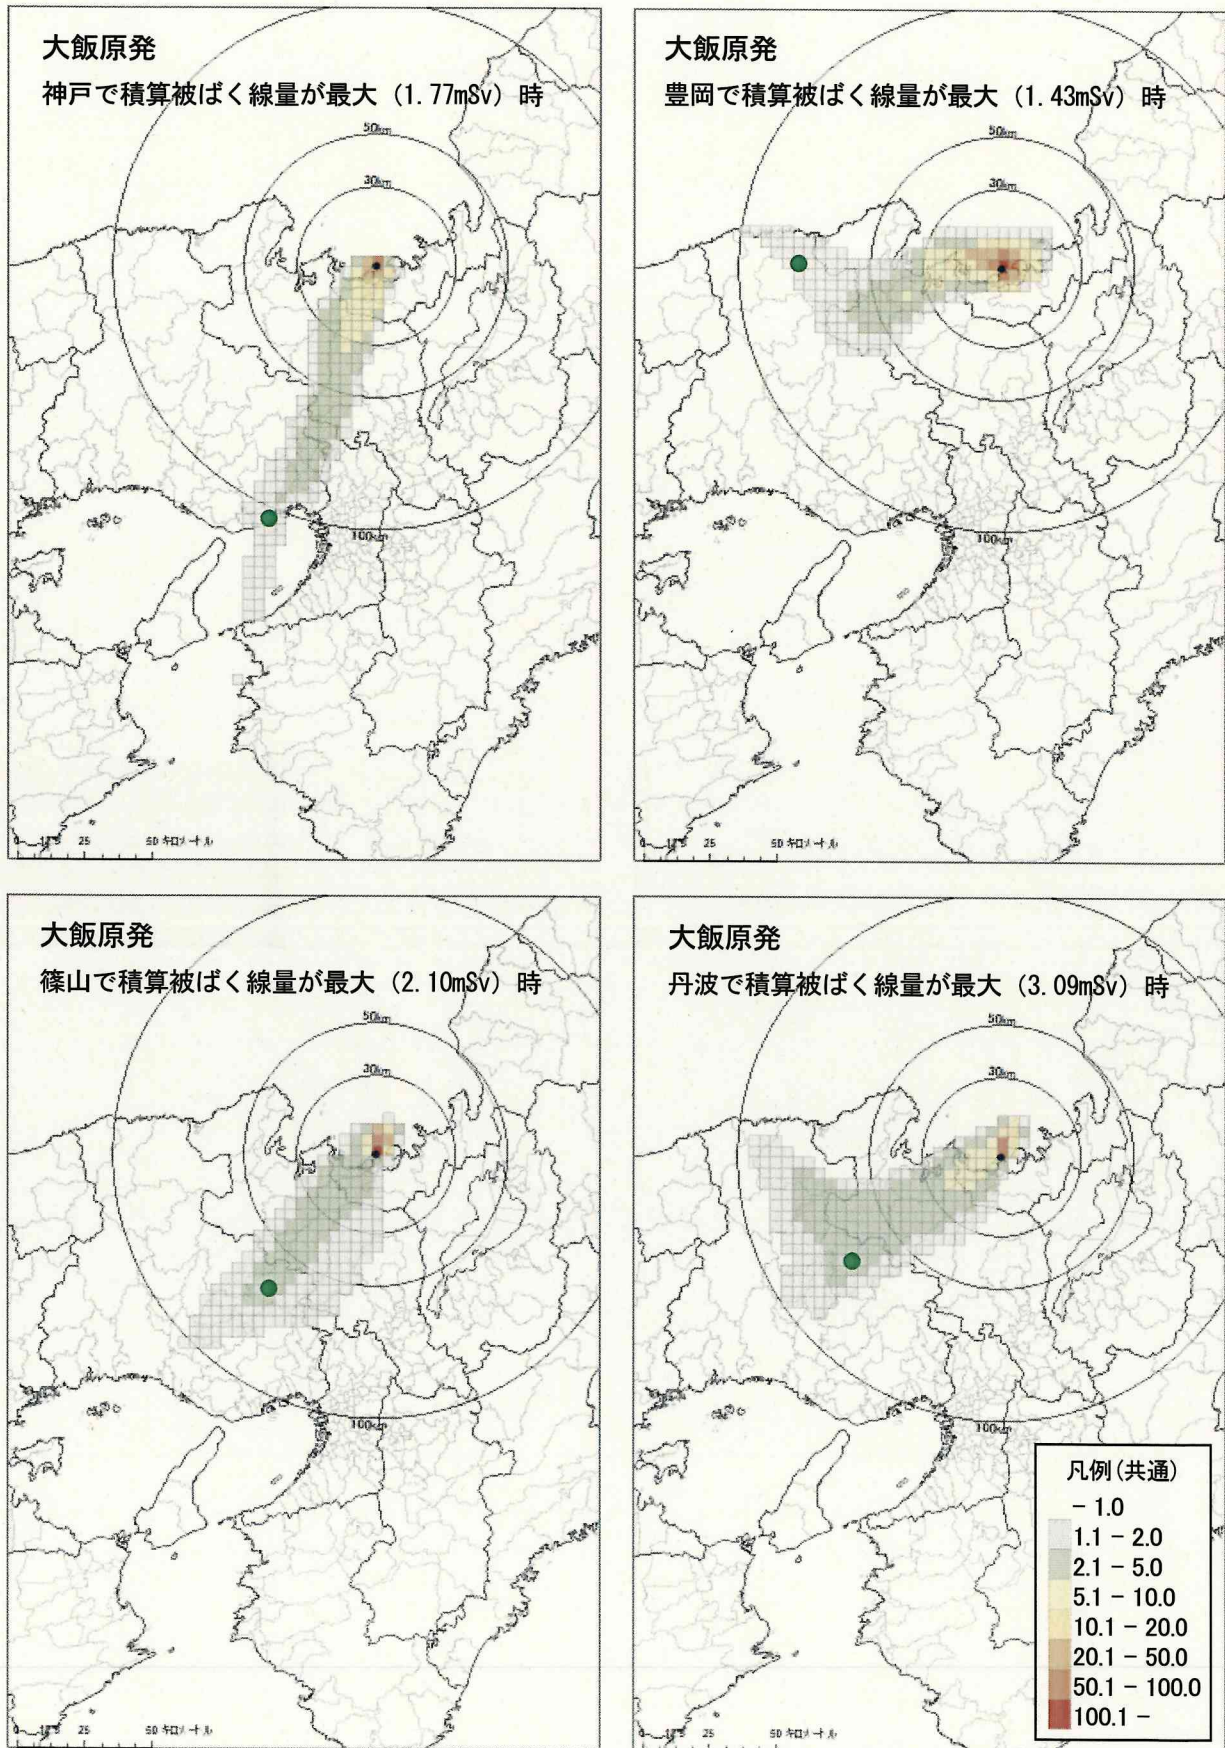 大飯原発
神戸で積算被ばく線量が最大（1.77mSv）時
50km
30km
100km
0 12.5 25 50 キロメートル
大飯原発
豊岡で積算被ばく線量が最大（1.43mSv）時
50km
30km
100km
0 12.5 25 50 キロメートル
大飯原発
篠山で積算被ばく線量が最大（2.10mSv）時
50km
30km
100km
0 12.5 25 50 キロメートル
大飯原発
丹波で積算被ばく線量が最大（3.09mSv）時
50km
30km
100km
0 12.5 25 50 キロメートル
凡例(共通)
- 1.0
1.1 - 2.0
2.1 - 5.0
5.1 - 10.0
10.1 - 20.0
20.1 - 50.0
50.1 - 100.0
100.1 -